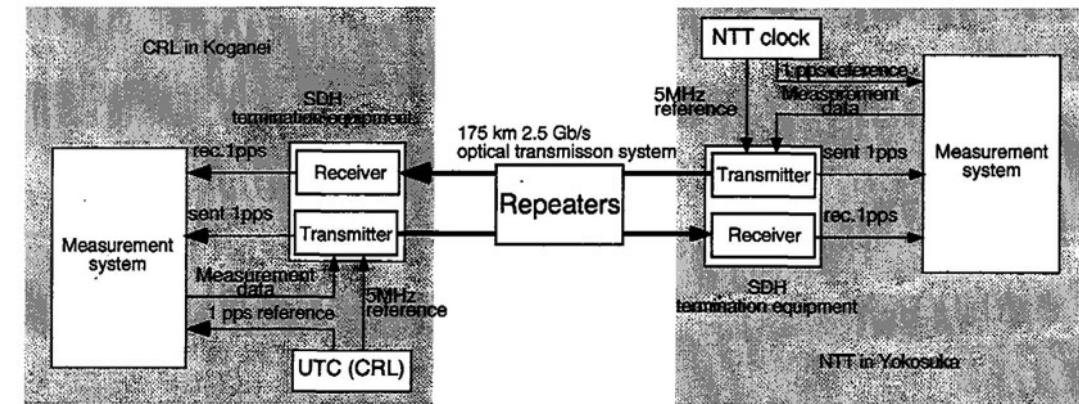 CRL in Koganei
SDH
termination equipment
rec.1pps
Receiver
sent 1pps
Transmitter
Measurement
system
Measurement
data
1 pps reference
5MHz
reference
UTC (CRL)
175 km 2.5 Gb/s
optical transmisson system
Repeaters
NTT clock
1 pps reference
5MHz
reference
Measprement
data
sent 1pps
Transmitter
rec.1pps
Receiver
Measurement
system
SDH
termination equipment
NTT in Yokosuka